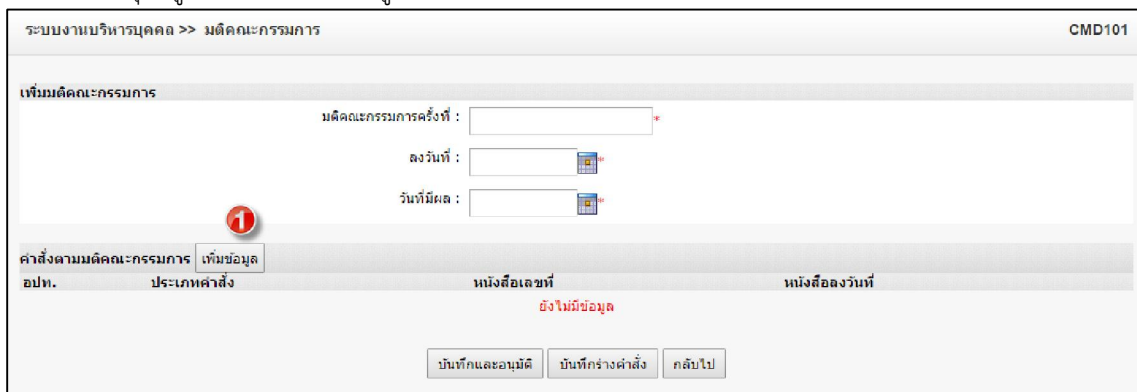 ระบบงานบริหารบุคคล >> มติคณะกรรมการ CMD101
เพิ่มมติคณะกรรมการ
มติคณะกรรมการครั้งที่ : *
ลงวันที่ : *
วันที่มีผล : *
1
คำสั่งตามมติคณะกรรมการ เพิ่มข้อมูล
อปท. ประเภทคำสั่ง หนังสือเลขที่ หนังสือลงวันที่
ยังไม่มีข้อมูล
บันทึกและอนุมัติ บันทึกร่างคำสั่ง กลับไป